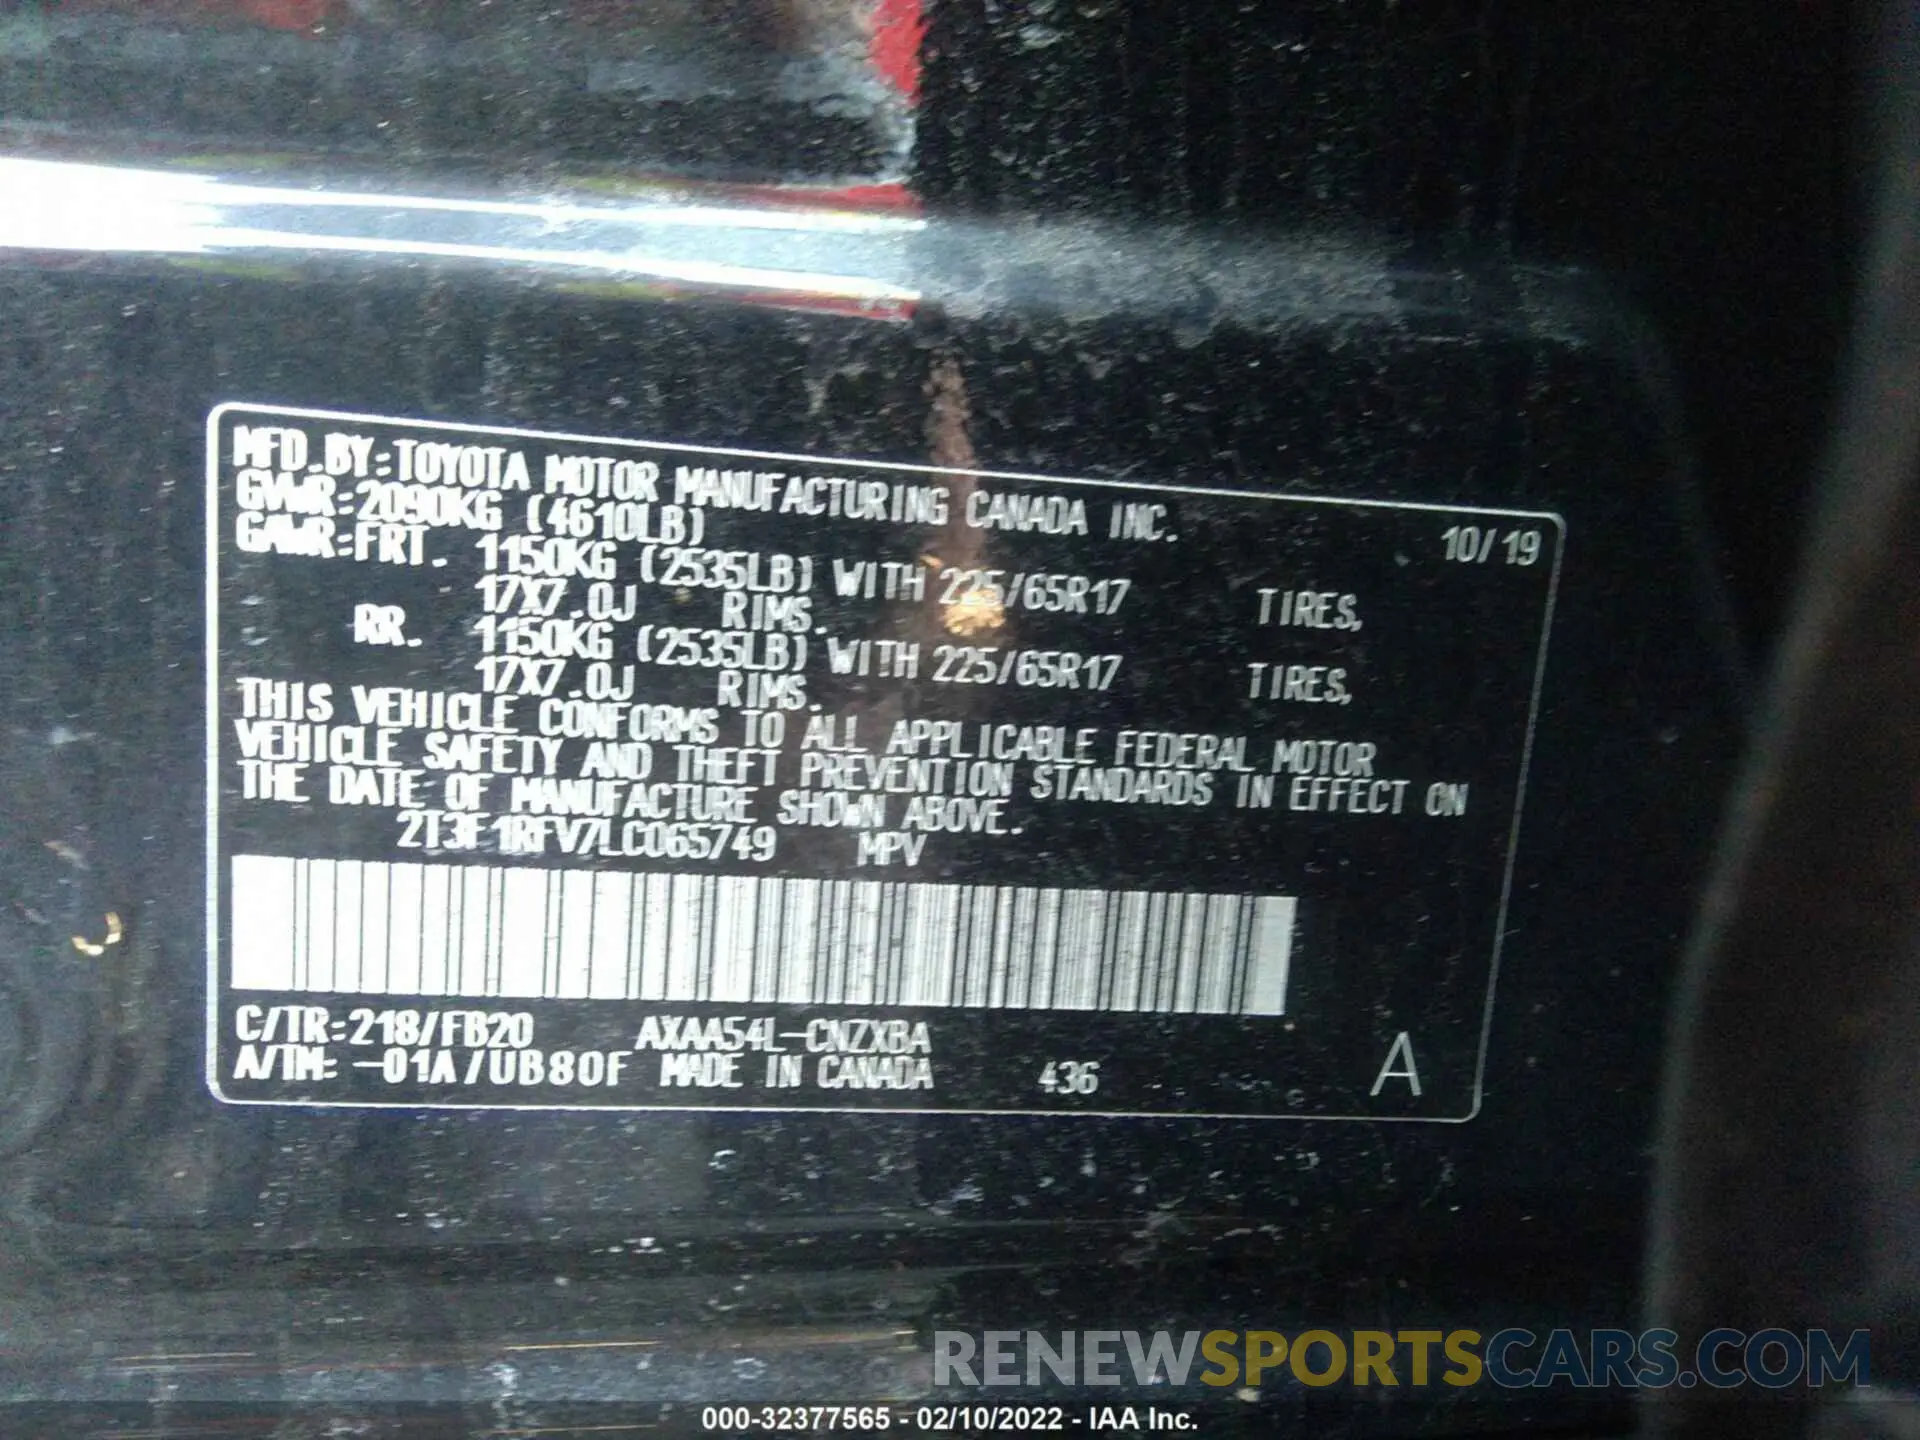 MFD.BY:TOYOTA MOTOR MANUFACTURING CANADA INC. 10/19
GVWR:2090KG (4610LB)
GAWR:FRT. 1150KG (2535LB) WITH 225/65R17 TIRES,
17X7.0J RIMS.
RR. 1150KG (2535LB) WITH 225/65R17 TIRES,
17X7.0J RIMS.
THIS VEHICLE CONFORMS TO ALL APPLICABLE FEDERAL MOTOR
VEHICLE SAFETY AND THEFT PREVENTION STANDARDS IN EFFECT ON
THE DATE OF MANUFACTURE SHOWN ABOVE.
2T3F1RFV7LC065749 MPV
C/TR:218/FB20 AXAA54L-CNZXBA
A/TM: -01A/UB80F MADE IN CANADA 436 A
RENEWSPORTSCARS.COM
000-32377565 - 02/10/2022 - IAA Inc.